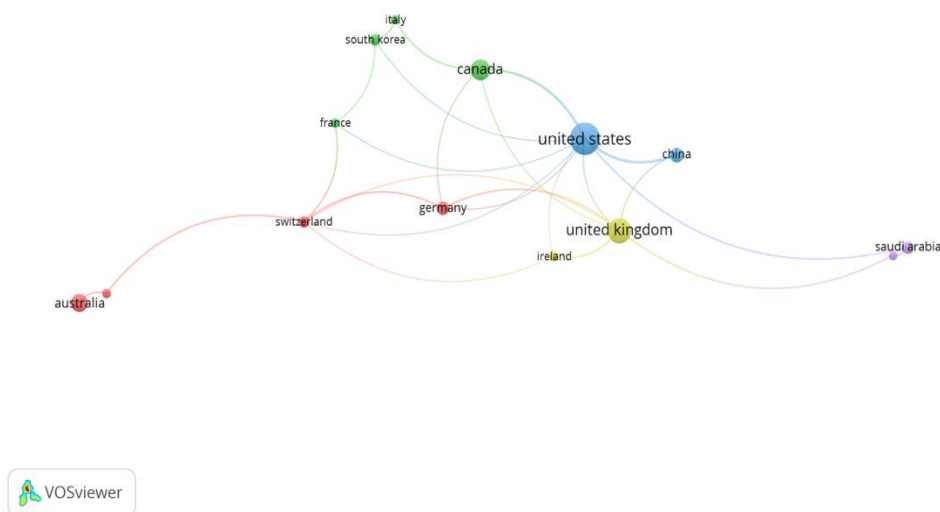 italy
south korea
canada
france
united states
china
switzerland
germany
united kingdom
ireland
saudi arabia
australia
VOSviewer